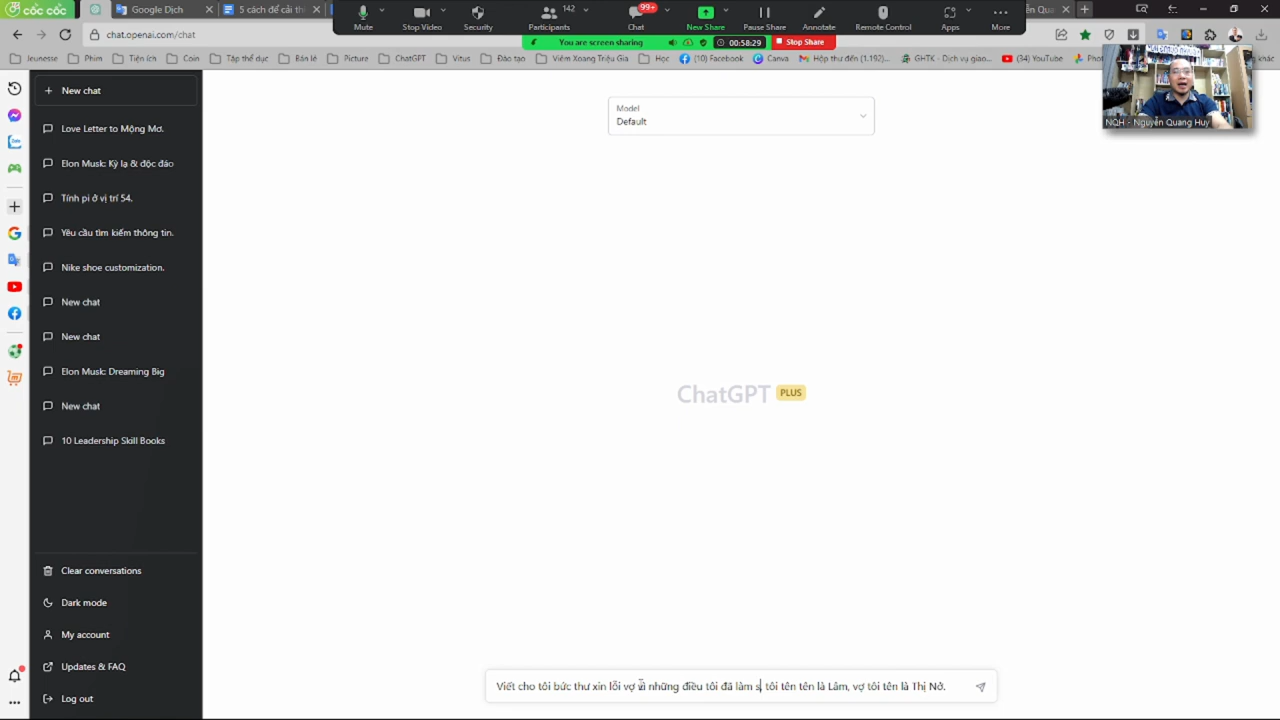 Google Dịch
5 cách để cải thi
142
99+
Mute
Stop Video
Security
Participants
Chat
New Share
Pause Share
Annotate
Remote Control
Apps
More
You are screen sharing
00:58:29
Stop Share
chat.openai.com/chat
Jeunesse
Phim
Tiện ích
Coin
Tập thể dục
Bán lẻ
Picture
ChatGPT
Vitain
Đào tạo
Viêm Xoang Triệu Gia
Học
(10) Facebook
Canva
Hộp thư đến (1.192)...
GHTK - Dịch vụ giao...
(34) YouTube
khác
NQH - Nguyễn Quang Huy
New chat
Love Letter to Mộng Mơ.
Elon Musk: Kỳ lạ & độc đáo
Tính pi ở vị trí 54.
Yêu cầu tìm kiếm thông tin.
Nike shoe customization.
New chat
New chat
Elon Musk: Dreaming Big
New chat
10 Leadership Skill Books
Clear conversations
Dark mode
My account
Updates & FAQ
Log out
Model
Default
ChatGPT PLUS
Viết cho tôi bức thư xin lỗi vợ vì những điều tôi đã làm s, tôi tên tên là Lâm, vợ tôi tên là Thị Nở.